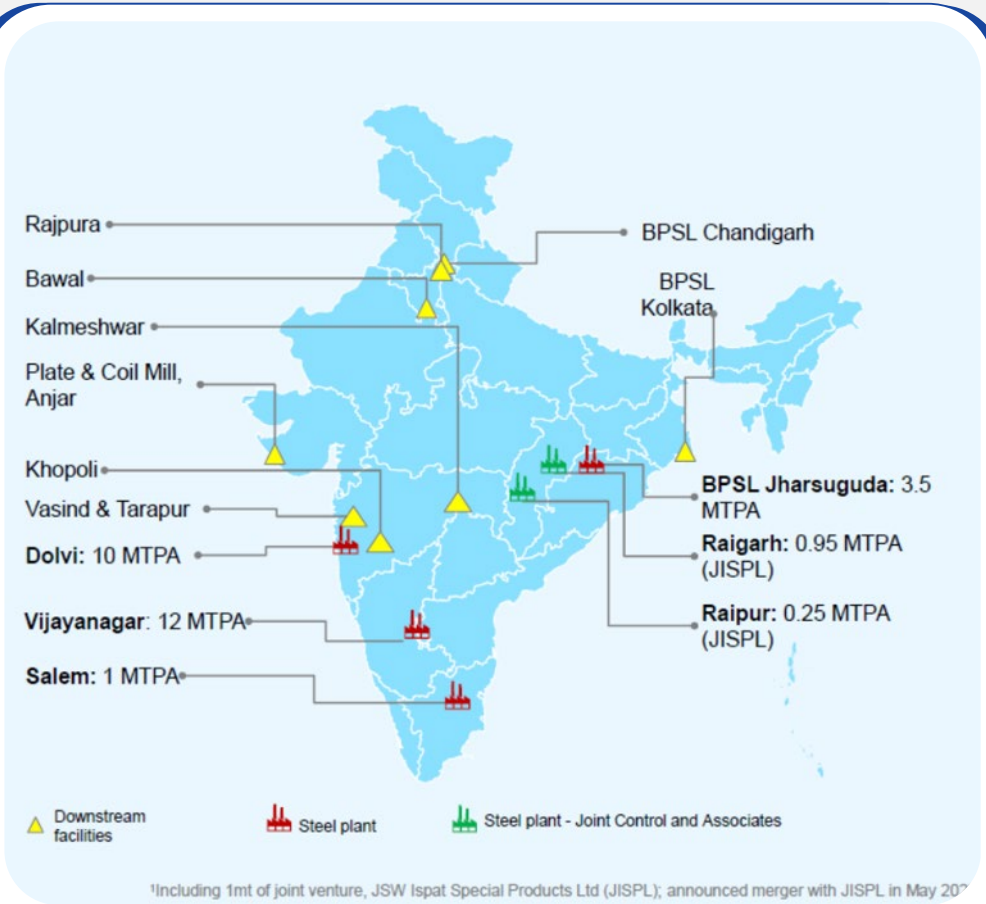 Rajpura
BPSL Chandigarh
Bawal
BPSL
Kolkata
Kalmeshwar
Plate & Coil Mill,
Anjar
Khopoli
Vasind & Tarapur
Dolvi: 10 MTPA
Vijayanagar: 12 MTPA
Salem: 1 MTPA
BPSL Jharsuguda: 3.5
MTPA
Raigarh: 0.95 MTPA
(JISPL)
Raipur: 0.25 MTPA
(JISPL)
Downstream
facilities
Steel plant
Steel plant - Joint Control and Associates
¹Including 1mt of joint venture, JSW Ispat Special Products Ltd (JISPL); announced merger with JISPL in May